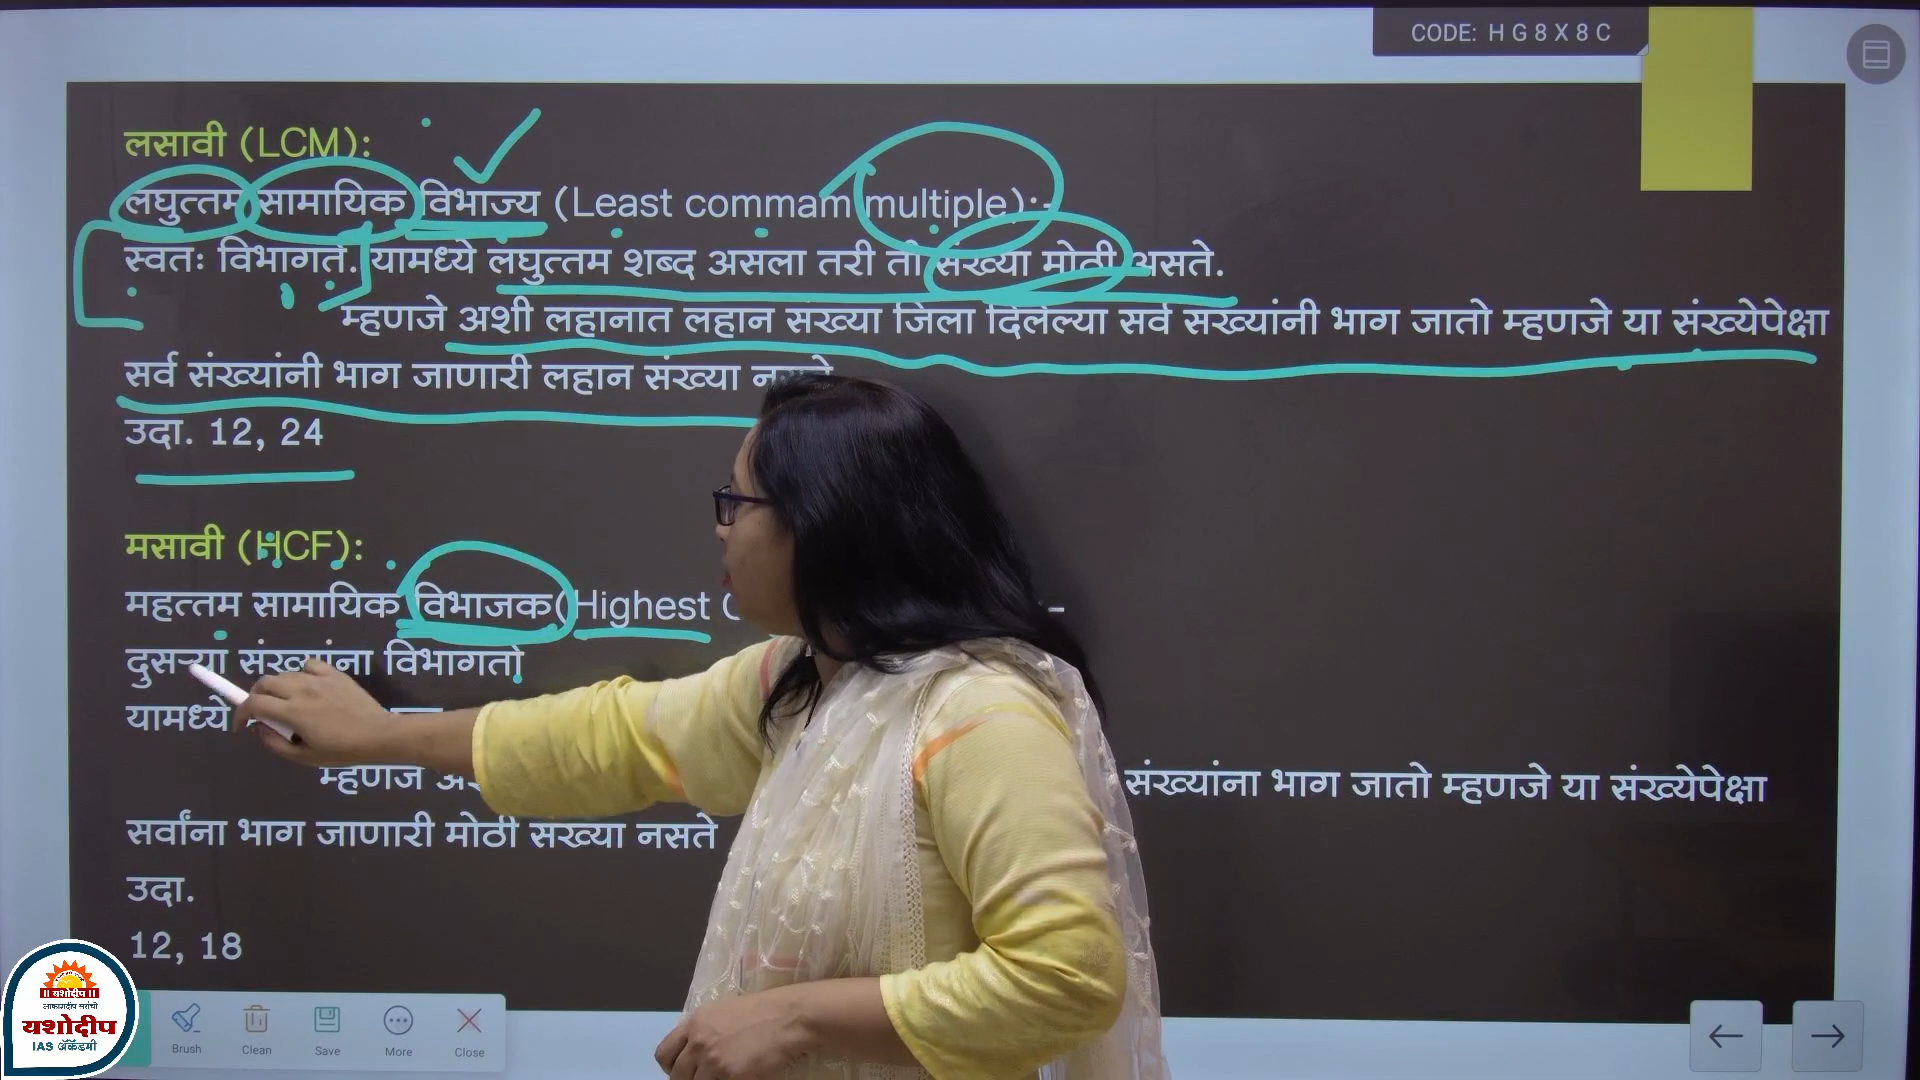 CODE: HG8X8C
लसावी (LCM):
लघुत्तम सामायिक विभाज्य (Least commam multiple):-
स्वतः विभागते. यामध्ये लघुत्तम शब्द असला तरी ती संख्या मोठी असते.
म्हणजे अशी लहानात लहान संख्या जिला दिलेल्या सर्व संख्यांनी भाग जातो म्हणजे या संख्येपेक्षा
सर्व संख्यांनी भाग जाणारी लहान संख्या
उदा. 12, 24
मसावी (HCF):
महत्तम सामायिक विभाजक(Highest
दुसऱ्या संख्यांना विभागतो
यामध्ये
म्हणजे संख्यांना भाग जातो म्हणजे या संख्येपेक्षा
सर्वांना भाग जाणारी मोठी संख्या नसते
उदा.
12, 18
॥ यशोदीप ॥
यशोदीप
IAS ॲकॅडमी
Brush Clean Save More Close